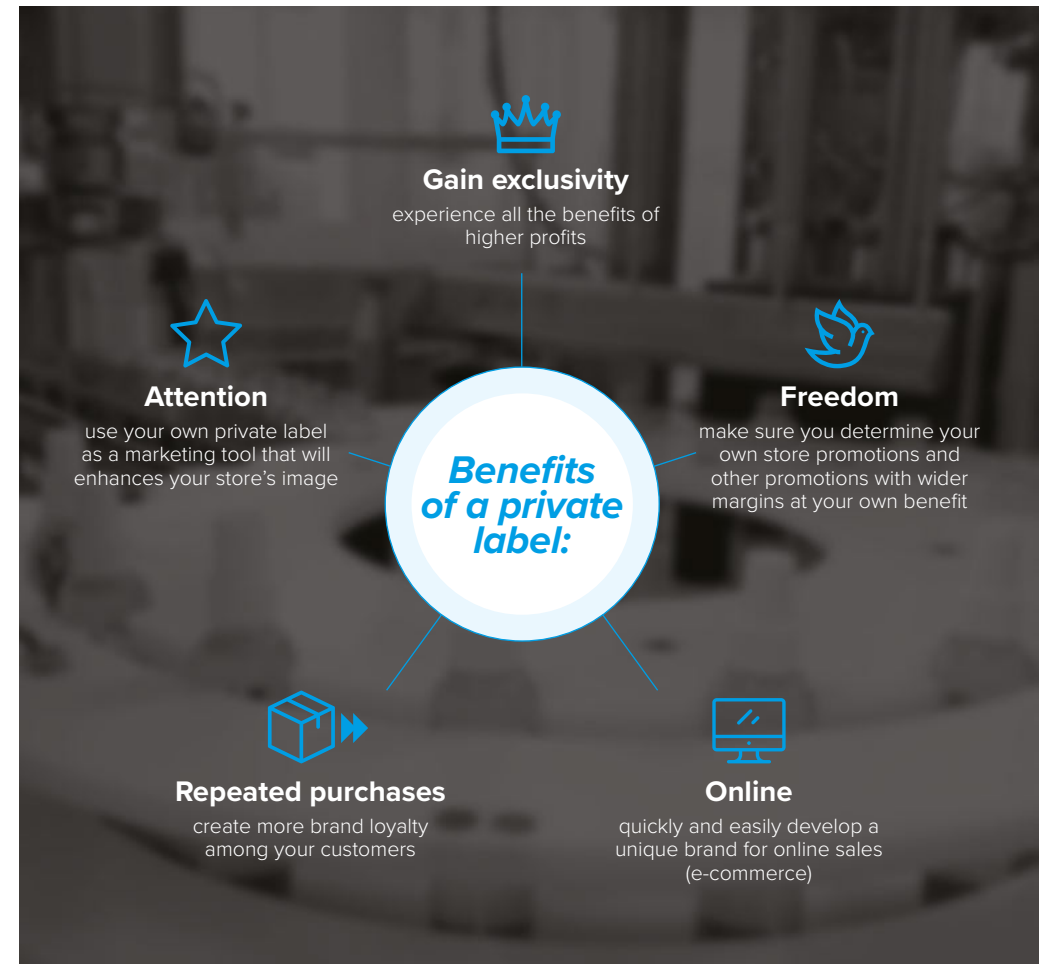 Gain exclusivity
experience all the benefits of
higher profits
Attention
use your own private label
as a marketing tool that will
enhances your store's image
Freedom
make sure you determine your
own store promotions and
other promotions with wider
margins at your own benefit
Benefits
of a private
label:
Repeated purchases
create more brand loyalty
among your customers
Online
quickly and easily develop a
unique brand for online sales
(e-commerce)